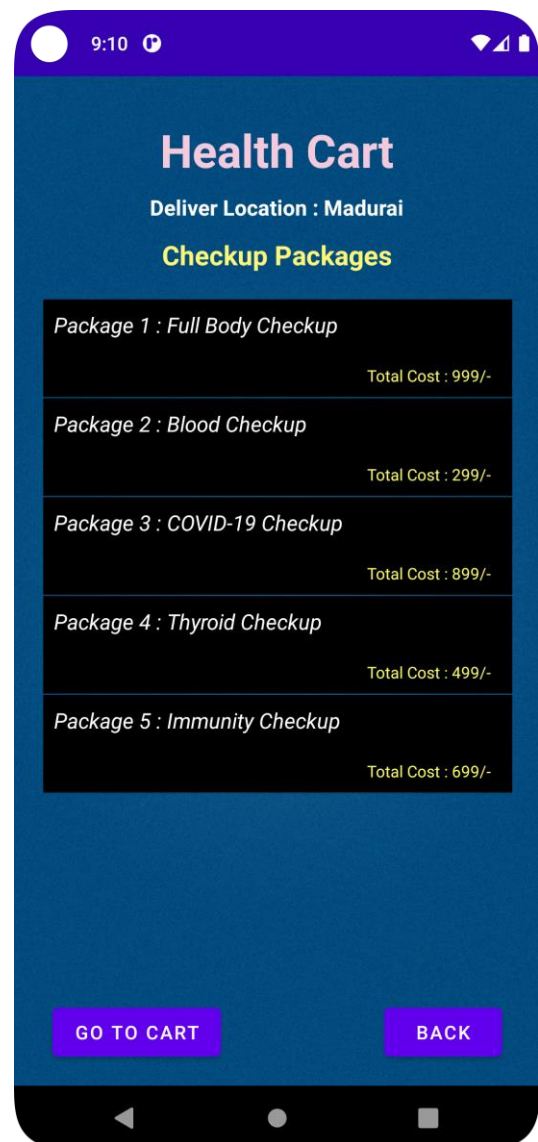 9:10
Health Cart
Deliver Location : Madurai
Checkup Packages
Package 1 : Full Body Checkup
Total Cost : 999/-
Package 2 : Blood Checkup
Total Cost : 299/-
Package 3 : COVID-19 Checkup
Total Cost : 899/-
Package 4 : Thyroid Checkup
Total Cost : 499/-
Package 5 : Immunity Checkup
Total Cost : 699/-
GO TO CART BACK